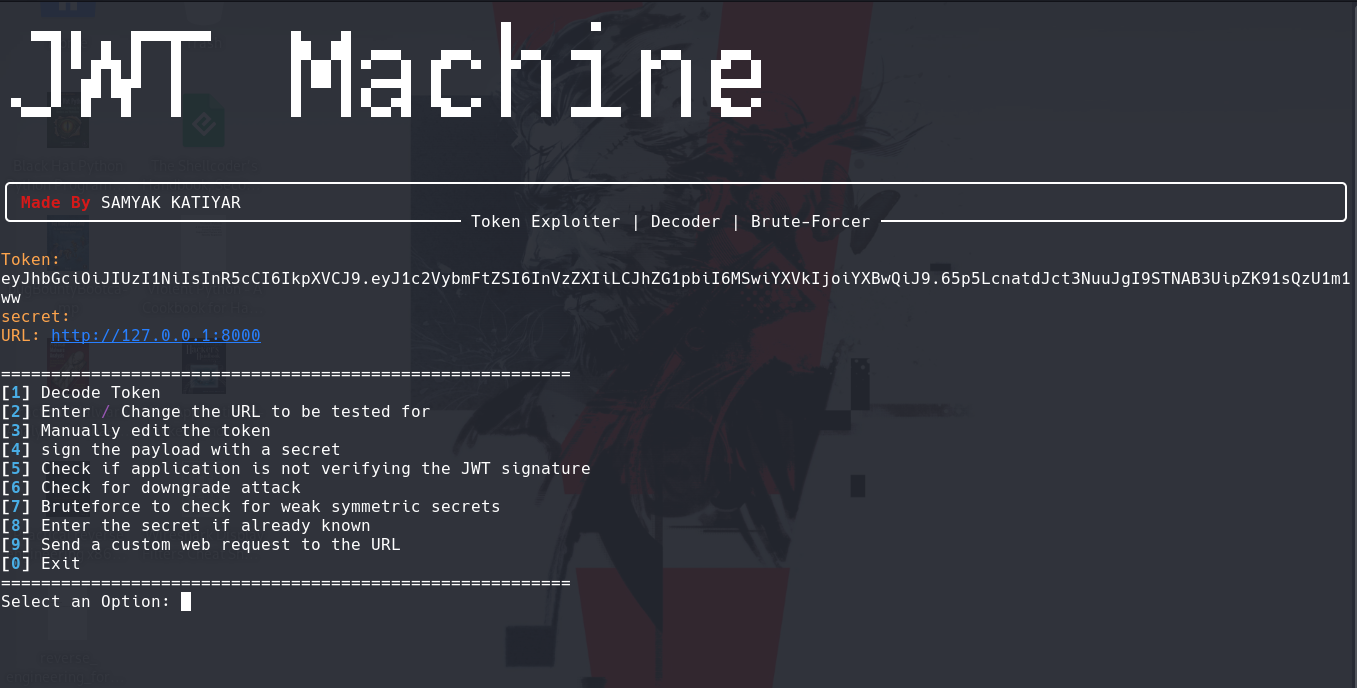 JWT Machine
Made By SAMYAK KATIYAR
Token Exploiter | Decoder | Brute-Forcer
Token:
eyJhbGciOiJIUzI1NiIsInR5cCI6IkpXVCJ9.eyJ1c2VybmFtZSI6InVzZXIiLCJhZG1pbiI6MSwiYXVkIjoiYXBwQiJ9.65p5LcnatdJct3NuuJgI9STNAB3UipZK91sQzU1m1
ww
secret:
URL: http://127.0.0.1:8000
=========================================================
[1] Decode Token
[2] Enter / Change the URL to be tested for
[3] Manually edit the token
[4] sign the payload with a secret
[5] Check if application is not verifying the JWT signature
[6] Check for downgrade attack
[7] Bruteforce to check for weak symmetric secrets
[8] Enter the secret if already known
[9] Send a custom web request to the URL
[0] Exit
=========================================================
Select an Option: